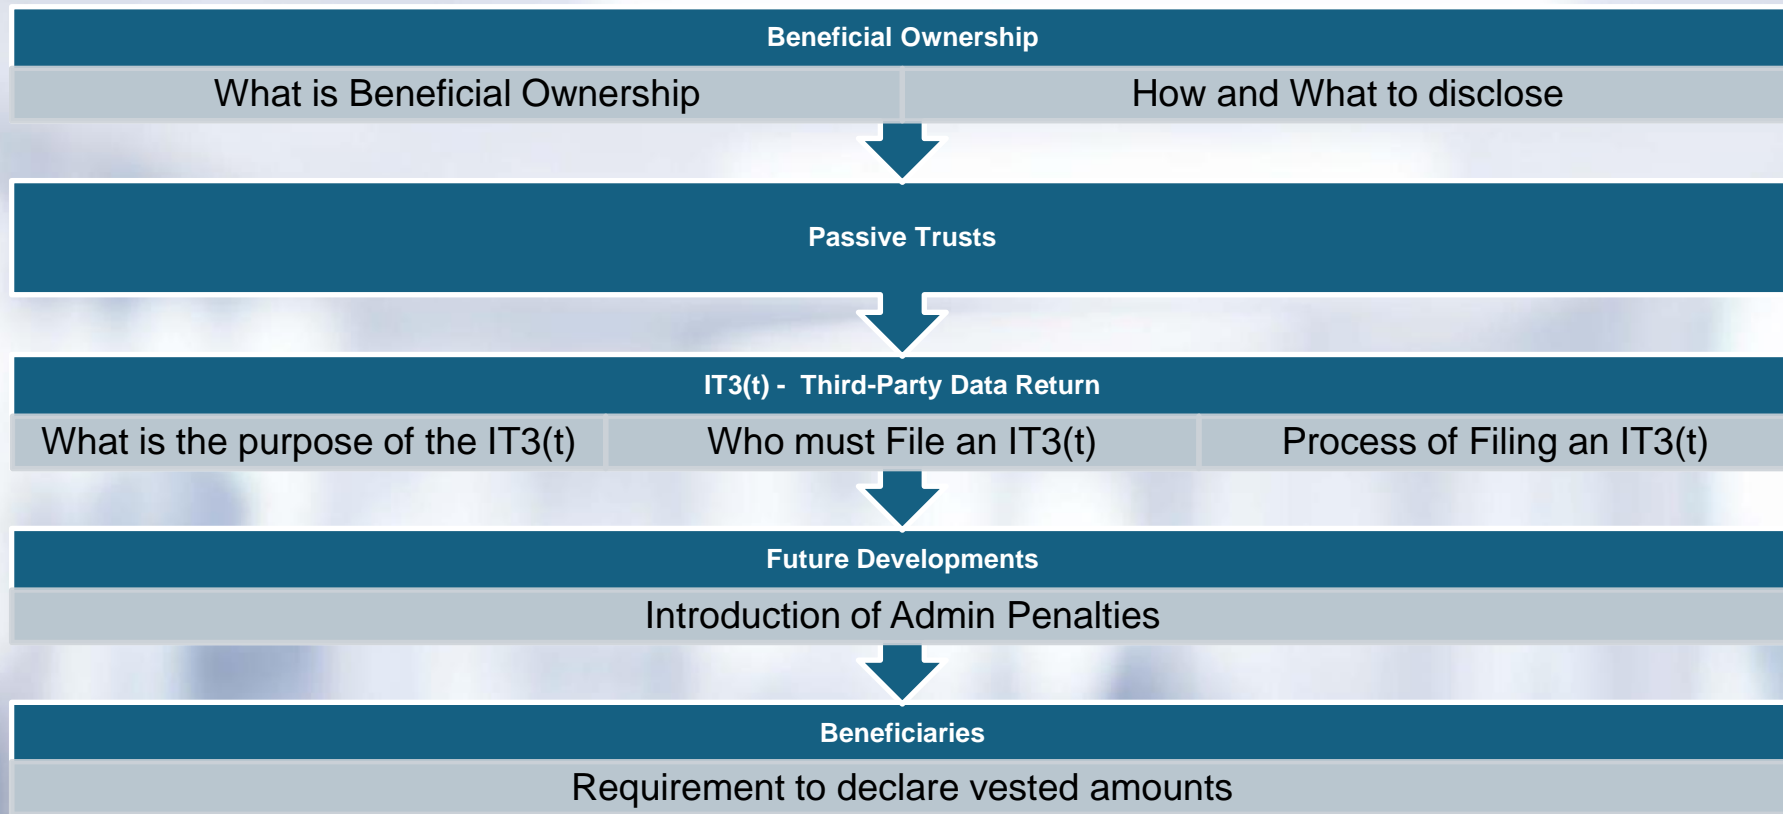 Beneficial Ownership
What is Beneficial Ownership
How and What to disclose
Passive Trusts
IT3(t) - Third-Party Data Return
What is the purpose of the IT3(t)
Who must File an IT3(t)
Process of Filing an IT3(t)
Future Developments
Introduction of Admin Penalties
Beneficiaries
Requirement to declare vested amounts